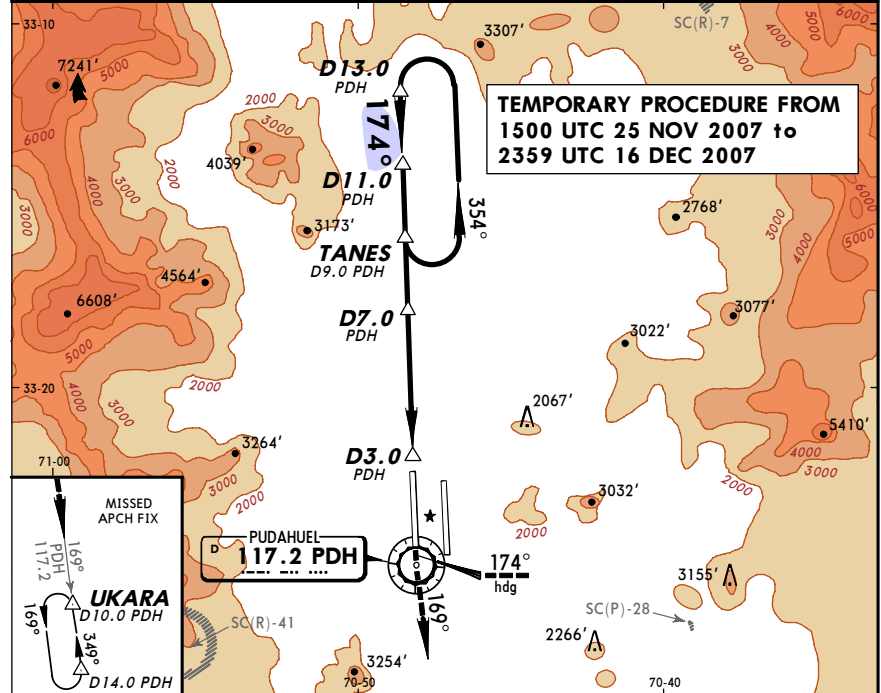 33-10
7241'
5000
6000
4000
3000
2000
3000
2000
3000
4039'
3173'
D13.0
PDH
174°
D11.0
PDH
TANES
D9.0 PDH
354°
3307'
SC(R)-7
6000
5000
4000
3000
2000
TEMPORARY PROCEDURE FROM
1500 UTC 25 NOV 2007 to
2359 UTC 16 DEC 2007
2768'
3000
4000
5000
4564'
6608'
5000
4000
3000
2000
D7.0
PDH
3077'
3022'
33-20
2067'
5410'
4000
3000
2000
3264'
3000
2000
D3.0
PDH
3032'
2000
71-00
MISSED
APCH FIX
169°
PDH
117.2
UKARA
D10.0 PDH
169°
349°
D14.0 PDH
PUDAHUEL
D 117.2 PDH
174°
hdg
169°
3155'
SC(P)-28
SC(R)-41
2266'
3254'
70-50
70-40